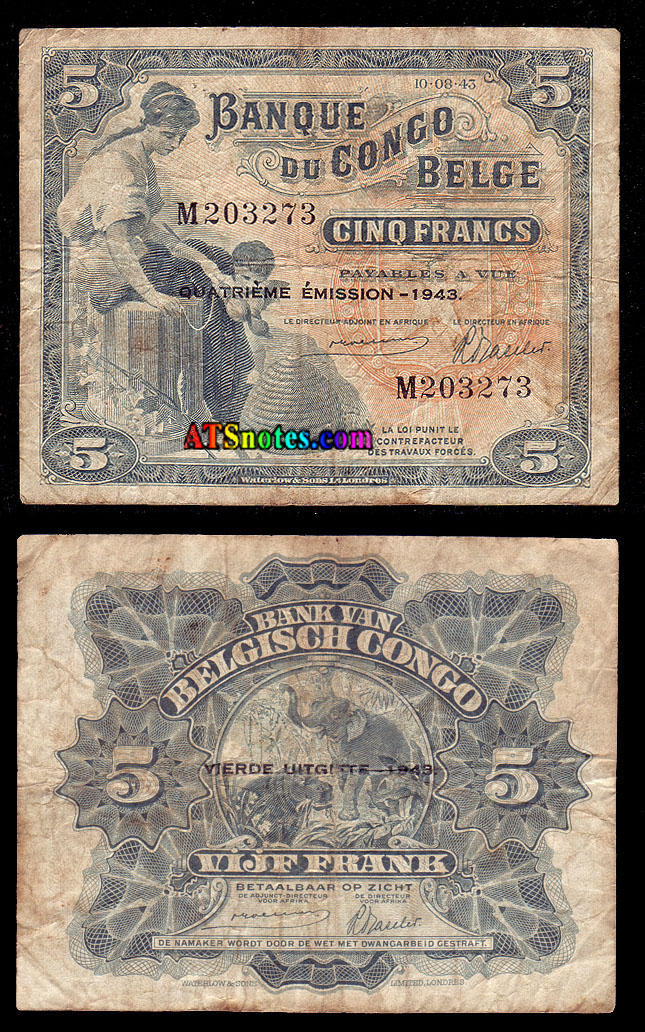 5 5
10·08·43
BANQUE
DU CONGO
BELGE
M203273
CINQ FRANCS
PAYABLES A VUE
QUATRIÈME ÉMISSION – 1943.
LE DIRECTEUR ADJOINT EN AFRIQUE LE DIRECTEUR EN AFRIQUE
M203273
ATSnotes.com
LA LOI PUNIT LE
CONTREFACTEUR
DES TRAVAUX FORCÉS.
5 5
Waterlow & Sons Ld Londres
BANK VAN
BELGISCH CONGO
VIERDE UITGIFTE – 1943.
5 5
VIJF FRANK
BETAALBAAR OP ZICHT
DE ADJUNCT-DIRECTEUR DE DIRECTEUR
VOOR AFRIKA VOOR AFRIKA
DE NAMAKER WORDT DOOR DE WET MET DWANGARBEID GESTRAFT.
WATERLOW & SONS LIMITED, LONDRES